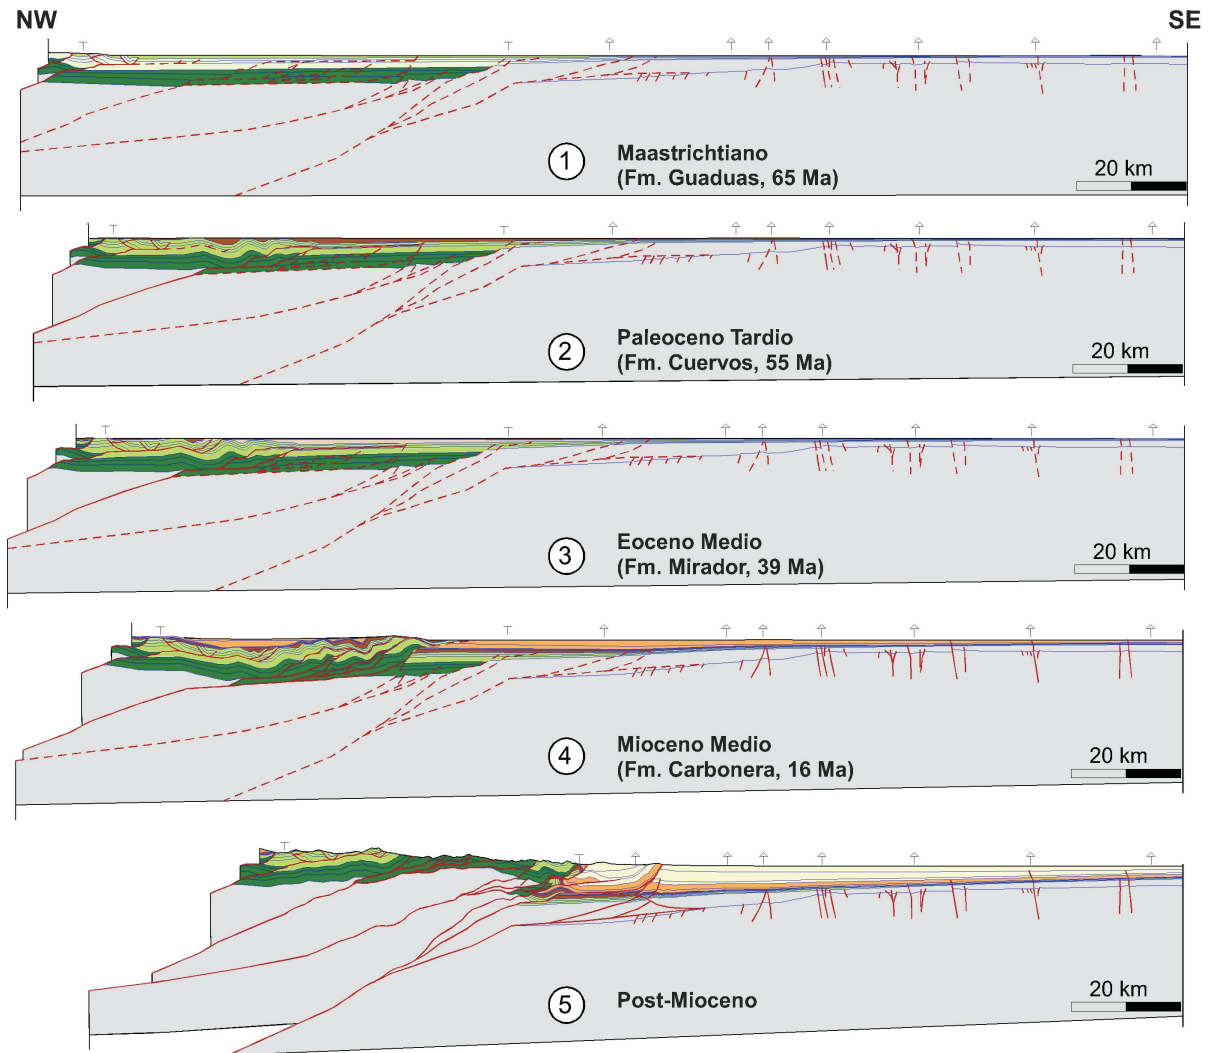 NW
SE
1
Maastrichtiano
(Fm. Guaduas, 65 Ma)
20 km
2
Paleoceno Tardio
(Fm. Cuervos, 55 Ma)
20 km
3
Eoceno Medio
(Fm. Mirador, 39 Ma)
20 km
4
Mioceno Medio
(Fm. Carbonera, 16 Ma)
20 km
5
Post-Mioceno
20 km